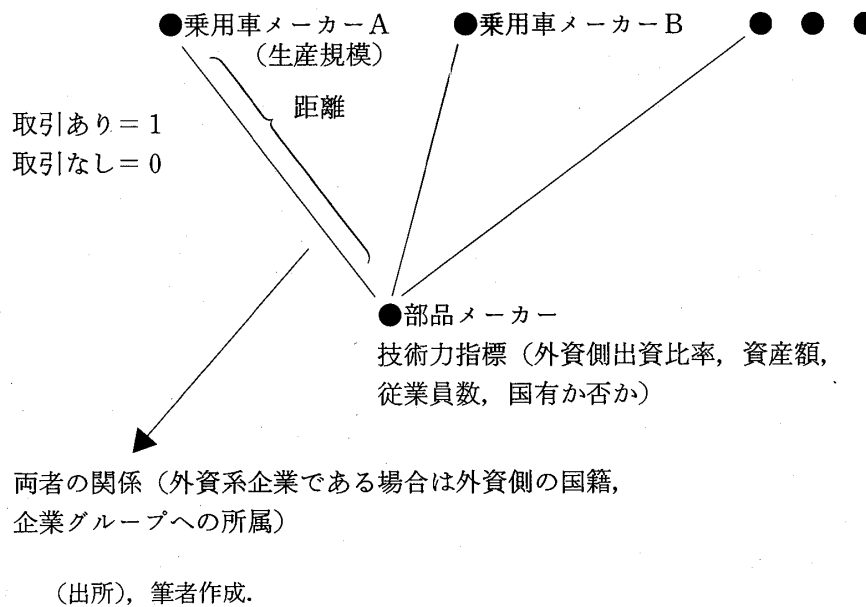 ●乗用車メーカーA ●乗用車メーカーB ● ● ●
(生産規模)
距離
取引あり=1
取引なし=0
●部品メーカー
技術力指標(外資側出資比率,資産額,
従業員数,国有か否か)
両者の関係(外資系企業である場合は外資側の国籍,
企業グループへの所属)
(出所),筆者作成.